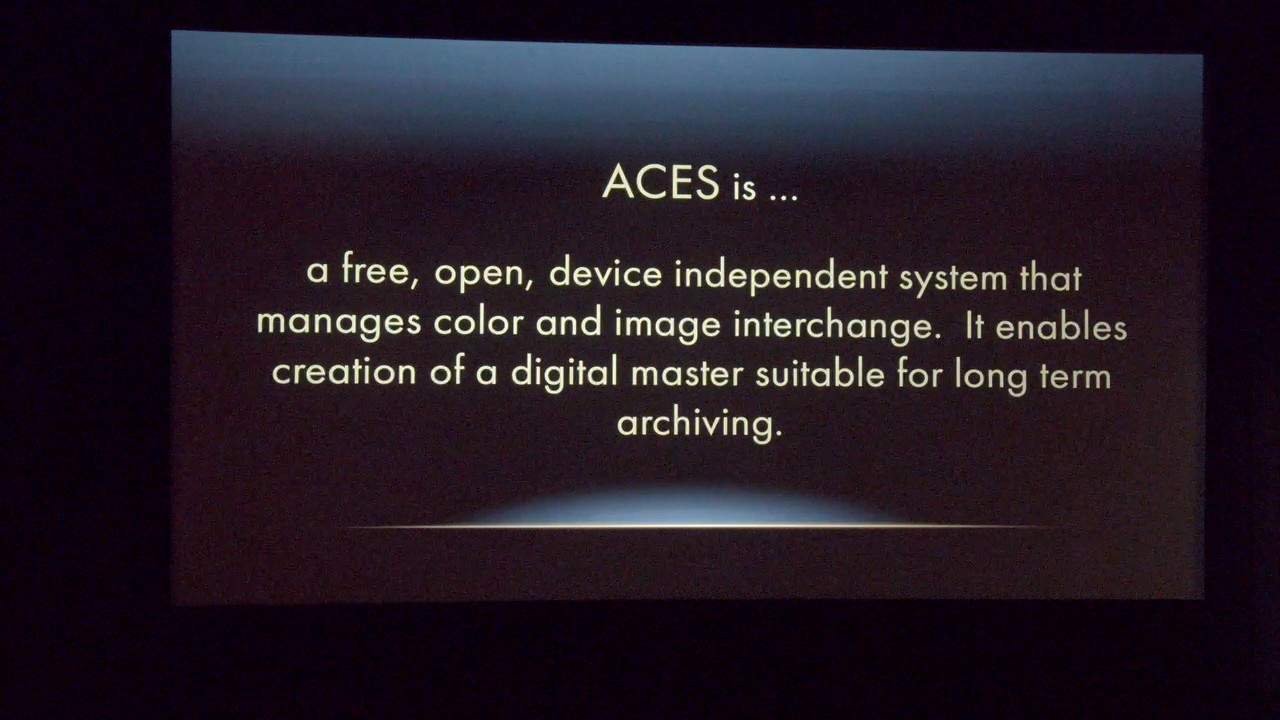 ACES is ...
a free, open, device independent system that
manages color and image interchange.  It enables
creation of a digital master suitable for long term
archiving.